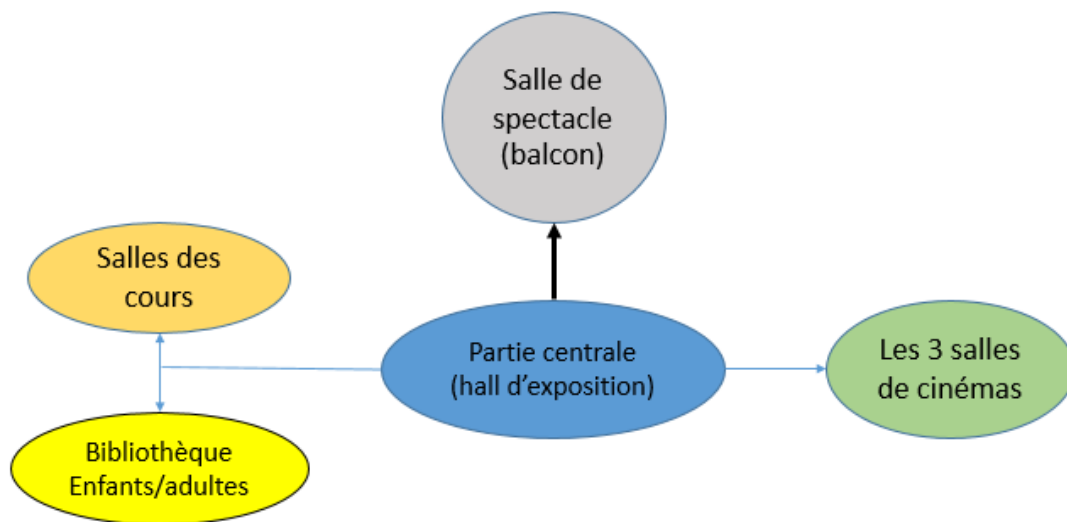 Salle de
spectacle
(balcon)
Salles des
cours
Partie centrale
(hall d’exposition)
Les 3 salles
de cinémas
Bibliothèque
Enfants/adultes